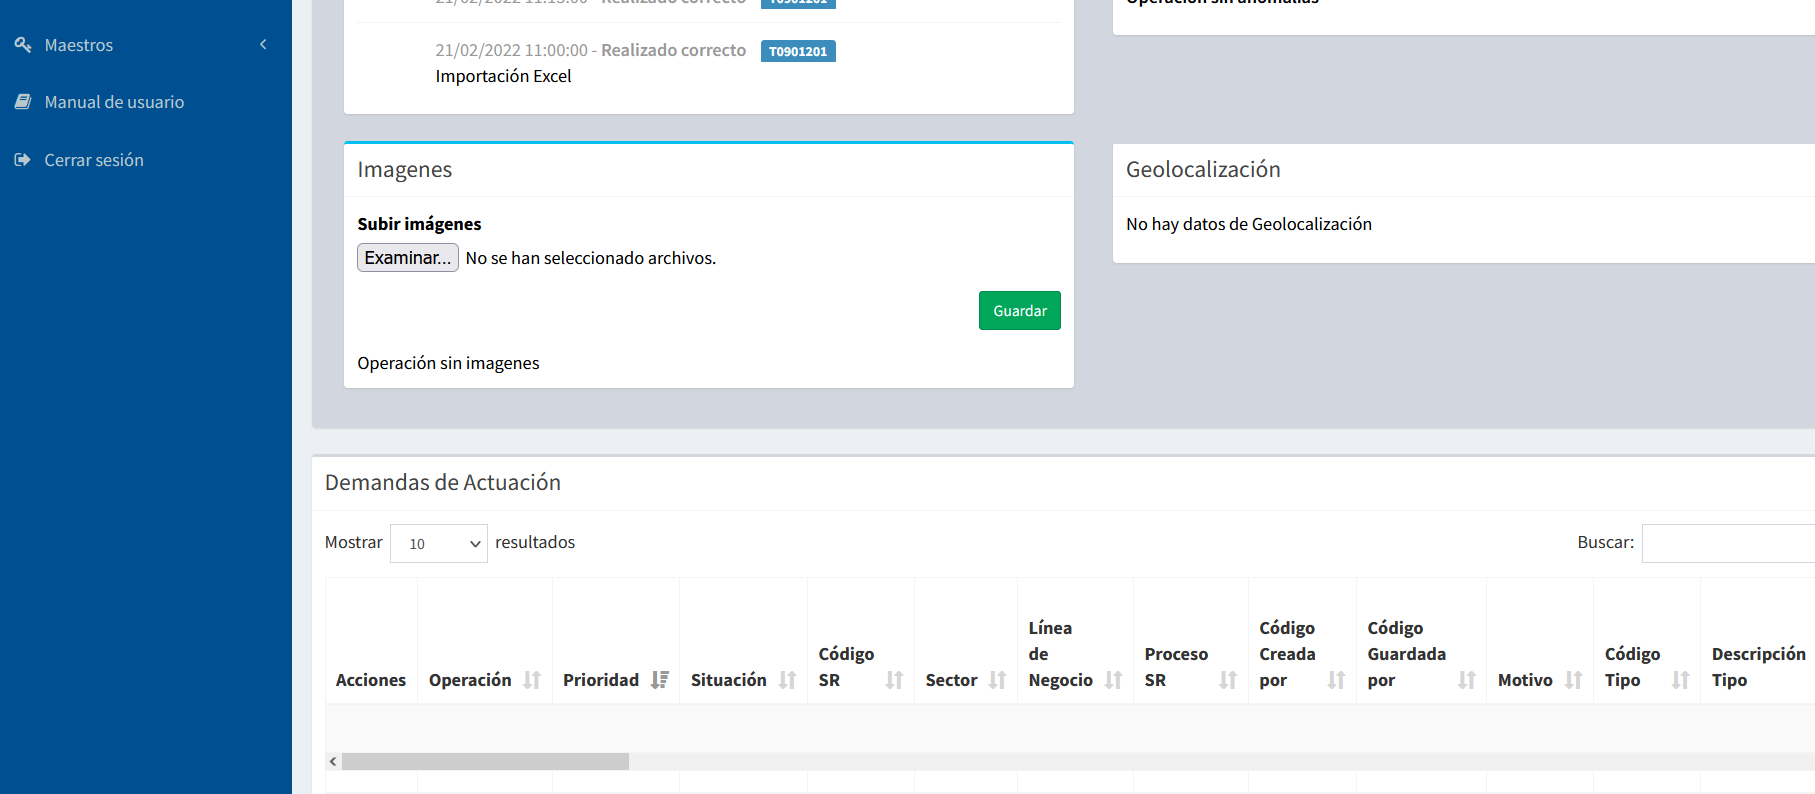 21/02/2022 11:15:00 - Realizado correcto T0901201
Operación sin anomalías
Maestros
21/02/2022 11:00:00 - Realizado correcto T0901201
Importación Excel
Manual de usuario
Cerrar sesión
Imagenes
Subir imágenes
Examinar... No se han seleccionado archivos.
Guardar
Operación sin imagenes
Geolocalización
No hay datos de Geolocalización
Demandas de Actuación
Mostrar 10 resultados
Buscar:
Acciones
Operación
Prioridad
Situación
Código
SR
Sector
Línea
de
Negocio
Proceso
SR
Código
Creada
por
Código
Guardada
por
Motivo
Código
Tipo
Descripción
Tipo